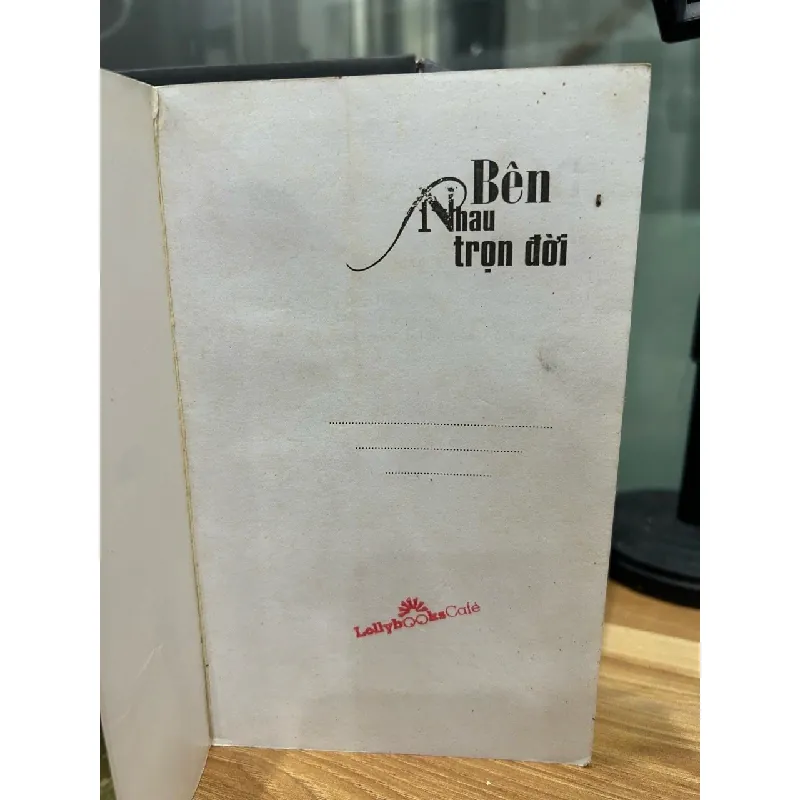 Bên
Nhau
trọn đời
LollybooksCafé